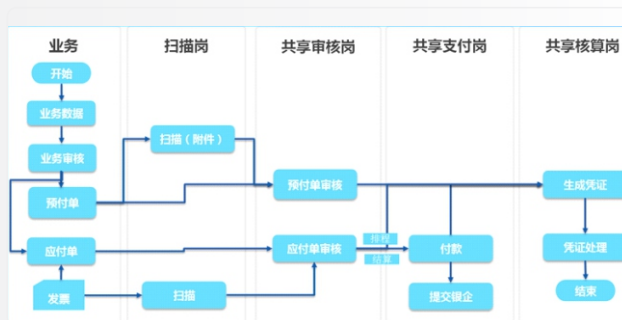 业务
扫描岗
共享审核岗
共享支付岗
共享核算岗
开始
业务数据
业务审核
扫描（附件）
预付单
预付单审核
生成凭证
应付单
应付单审核
排程
结算
付款
凭证处理
发票
扫描
提交银企
结束